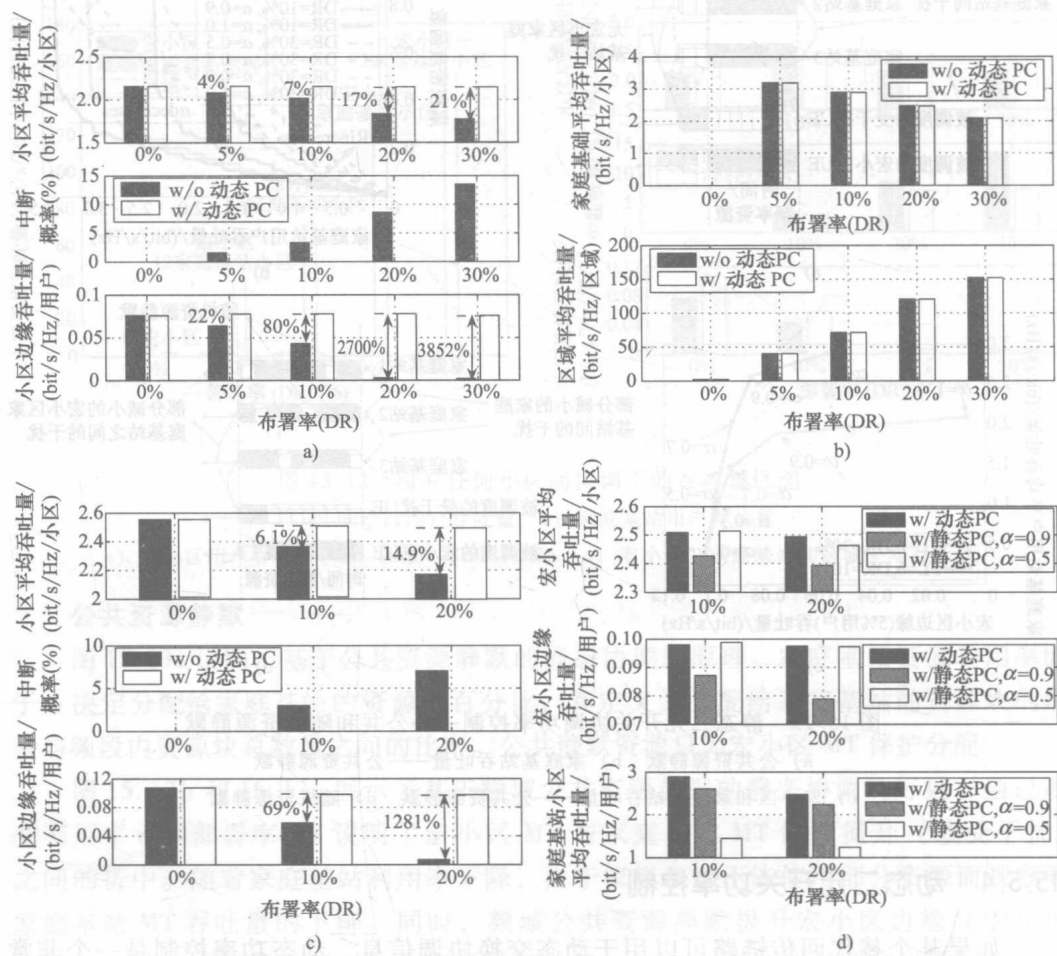 小区平均吞吐量/
(bit/s/Hz/小区)
2.5
2.0
1.5
4%
7%
17%
21%
0%
5%
10%
20%
30%
中断
概率(%)
15
10
5
0
w/o 动态 PC
w/ 动态 PC
0%
5%
10%
20%
30%
小区边缘吞吐量/
(bit/s/Hz/用户)
0.1
0.05
0
22%
80%
2700%
3852%
0%
5%
10%
20%
30%
布署率(DR)
a)
家庭基础平均吞吐量/
(bit/s/Hz/小区)
4
3
2
1
0
w/o 动态 PC
w/ 动态 PC
0%
5%
10%
20%
30%
布署率(DR)
区域平均吞吐量/
(bit/s/Hz/区域)
200
150
100
50
0
w/o 动态PC
w/ 动态PC
0%
5%
10%
20%
30%
布署率(DR)
b)
小区平均吞吐量/
(bit/s/Hz/小区)
2.6
2.4
2.2
2
6.1%
14.9%
0%
10%
20%
中断
概率(%)
10
5
0
w/o 动态 PC
w/ 动态 PC
0%
10%
20%
小区边缘吞吐量/
(bit/s/Hz/用户)
0.12
0.08
0.04
0
69%
1281%
0%
10%
20%
布署率(DR)
c)
宏小区平均
吞吐量/
(bit/s/Hz/小区)
2.6
2.5
2.4
2.3
w/ 动态PC
w/静态PC,α=0.9
w/静态PC,α=0.5
10%
20%
宏小区边缘
吞吐量/
(bit/s/Hz/用户)
0.10
0.09
0.08
0.07
w/ 动态PC
w/静态PC,α=0.9
w/静态PC,α=0.5
10%
20%
家庭基站小区
平均吞吐量/
(bit/s/Hz/用户)
3
2
1
w/ 动态PC
w/静态PC,α=0.9
w/静态PC,α=0.5
10%
20%
布署率(DR)
d)